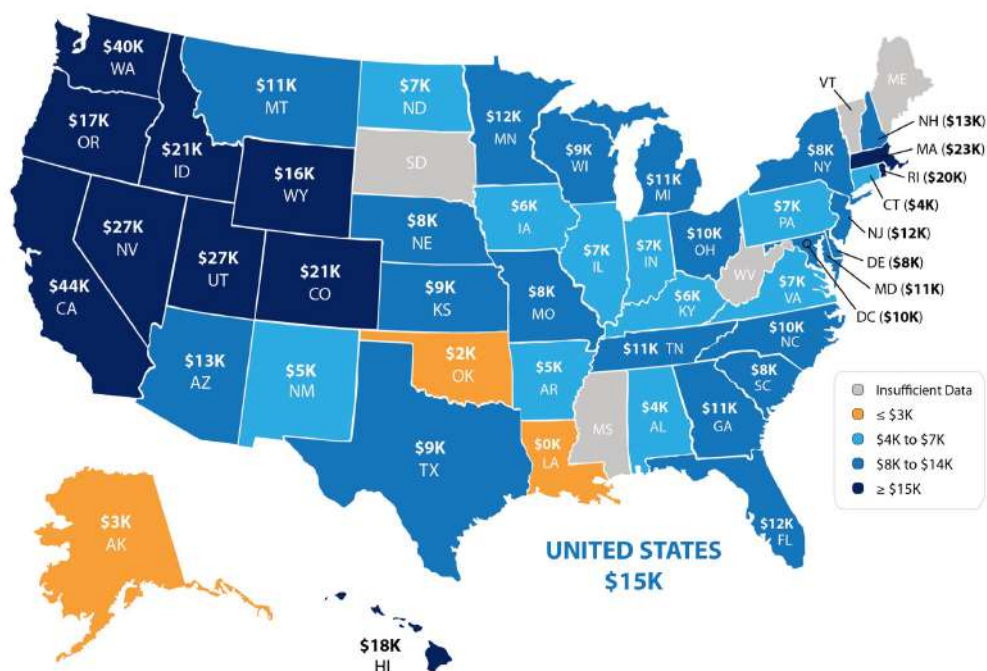 $40K
WA
$17K
OR
$21K
ID
$11K
MT
$7K
ND
$12K
MN
SD
$16K
WY
$9K
WI
$11K
MI
$8K
NY
VT
ME
NH ($13K)
MA ($23K)
RI ($20K)
CT ($4K)
NJ ($12K)
DE ($8K)
MD ($11K)
DC ($10K)
$27K
NV
$27K
UT
$44K
CA
$21K
CO
$8K
NE
$6K
IA
$7K
IL
$7K
IN
$10K
OH
$7K
PA
WV
$7K
VA
$9K
KS
$8K
MO
$6K
KY
$13K
AZ
$5K
NM
$2K
OK
$5K
AR
$11K TN
$10K
NC
$8K
SC
$9K
TX
$0K
LA
MS
$4K
AL
$11K
GA
$12K
FL
Insufficient Data
≤ $3K
$4K to $7K
$8K to $14K
≥ $15K
$3K
AK
$18K
HI
UNITED STATES
$15K